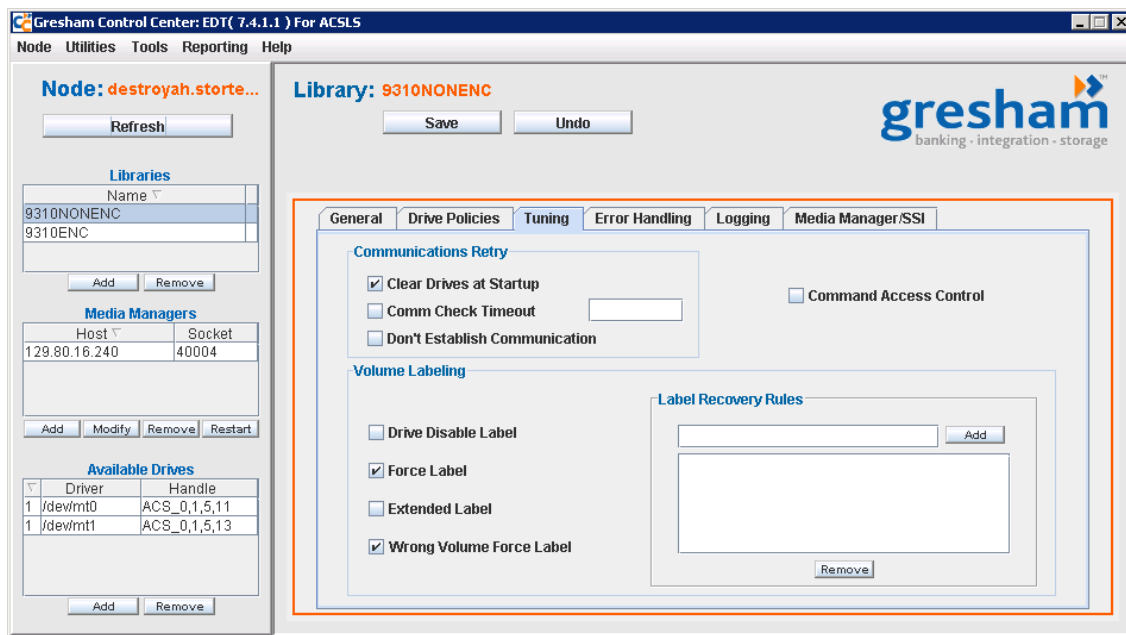 Gresham Control Center: EDT( 7.4.1.1 ) For ACSLS
Node Utilities Tools Reporting Help
Node: destroyah.storte...
Refresh
Libraries
Name
9310NONENC
9310ENC
Add Remove
Media Managers
Host Socket
129.80.16.240 40004
Add Modify Remove Restart
Available Drives
Driver Handle
1 /dev/mt0 ACS_0,1,5,11
1 /dev/mt1 ACS_0,1,5,13
Add Remove
Library: 9310NONENC
Save Undo
gresham™
banking · integration · storage
General Drive Policies Tuning Error Handling Logging Media Manager/SSI
Communications Retry
Clear Drives at Startup
Comm Check Timeout
Don't Establish Communication
Command Access Control
Volume Labeling
Drive Disable Label
Force Label
Extended Label
Wrong Volume Force Label
Label Recovery Rules
Add
Remove